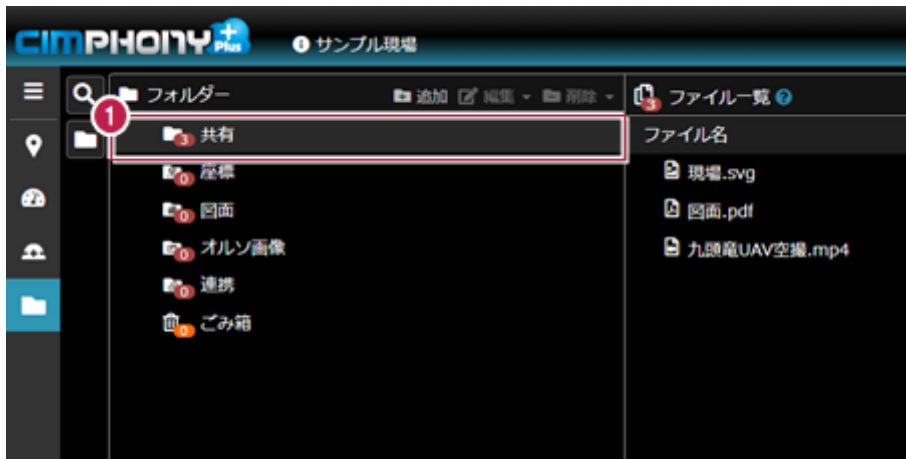 CIMPHONY Plus サンプル現場
フォルダー 追加 編集 削除
3 ファイル一覧
1
3 共有
ファイル名
0 座標
現場.svg
0 図面
図面.pdf
0 オルソ画像
九頭竜UAV空撮.mp4
0 連携
0 ごみ箱